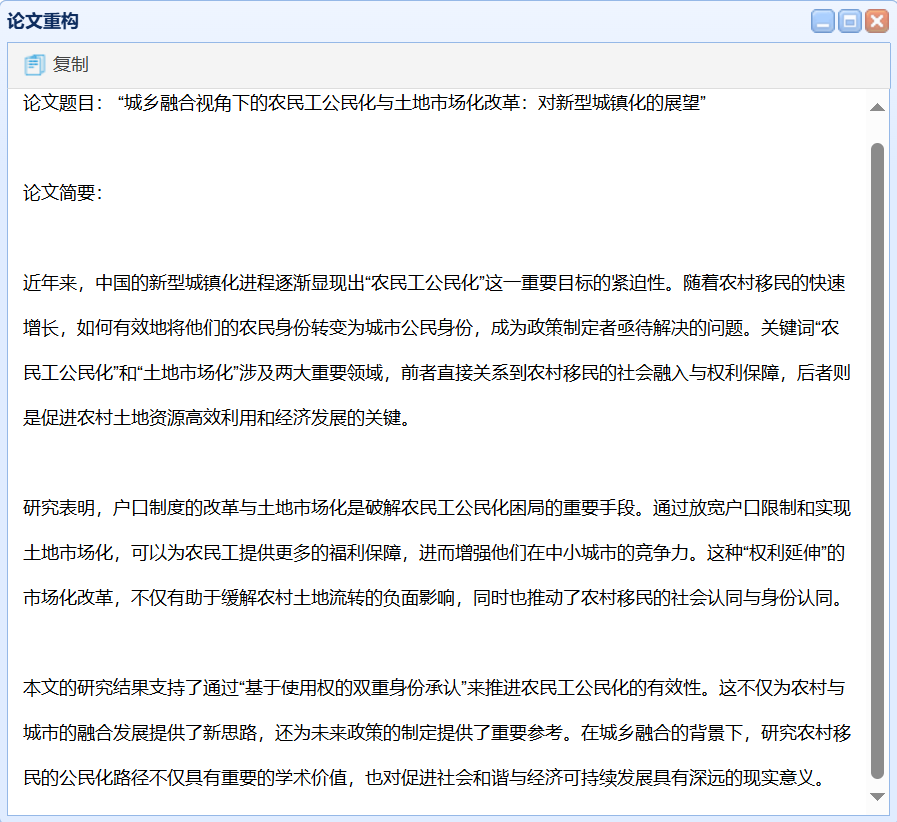 论文重构
复制
论文题目： “城乡融合视角下的农民工公民化与土地市场化改革：对新型城镇化的展望”
论文简要：
近年来，中国的新型城镇化进程逐渐显现出“农民工公民化”这一重要目标的紧迫性。随着农村移民的快速
增长，如何有效地将他们的农民身份转变为城市公民身份，成为政策制定者亟待解决的问题。关键词“农
民工公民化”和“土地市场化”涉及两大重要领域，前者直接关系到农村移民的社会融入与权利保障，后者则
是促进农村土地资源高效利用和经济发展的关键。
研究表明，户口制度的改革与土地市场化是破解农民工公民化困局的重要手段。通过放宽户口限制和实现
土地市场化，可以为农民工提供更多的福利保障，进而增强他们在中小城市的竞争力。这种“权利延伸”的
市场化改革，不仅有助于缓解农村土地流转的负面影响，同时也推动了农村移民的社会认同与身份认同。
本文的研究结果支持了通过“基于使用权的双重身份承认”来推进农民工公民化的有效性。这不仅为农村与
城市的融合发展提供了新思路，还为未来政策的制定提供了重要参考。在城乡融合的背景下，研究农村移
民的公民化路径不仅具有重要的学术价值，也对促进社会和谐与经济可持续发展具有深远的现实意义。